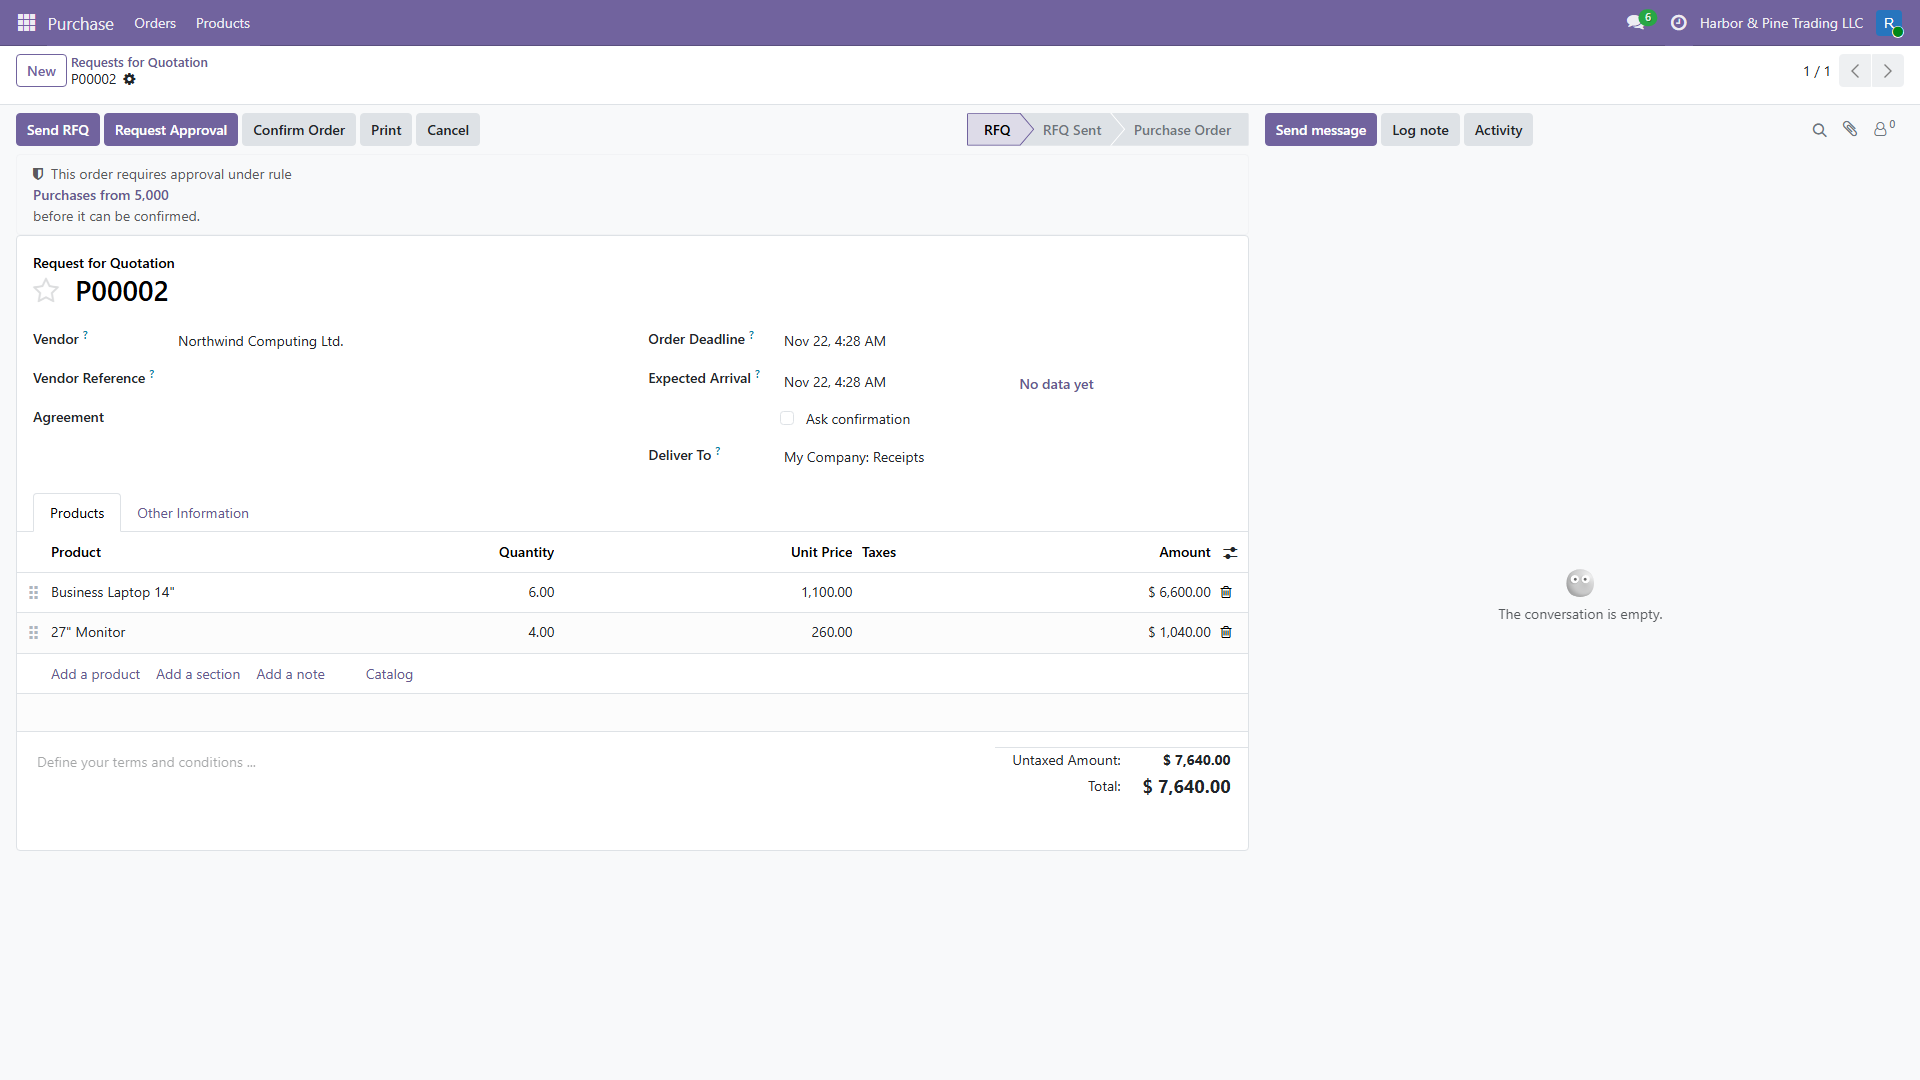 Purchase Orders Products 6 Harbor & Pine Trading LLC R
New Requests for Quotation
P00002
1 / 1
Send RFQ Request Approval Confirm Order Print Cancel RFQ RFQ Sent Purchase Order Send message Log note Activity 0
This order requires approval under rule
Purchases from 5,000
before it can be confirmed.
Request for Quotation
P00002
Vendor ? Northwind Computing Ltd. Order Deadline ? Nov 22, 4:28 AM
Vendor Reference ? Expected Arrival ? Nov 22, 4:28 AM No data yet
Agreement Ask confirmation
Deliver To ? My Company: Receipts
Products Other Information
Product Quantity Unit Price Taxes Amount
Business Laptop 14" 6.00 1,100.00 $ 6,600.00
27" Monitor 4.00 260.00 $ 1,040.00
Add a product Add a section Add a note Catalog
The conversation is empty.
Define your terms and conditions ...
Untaxed Amount: $ 7,640.00
Total: $ 7,640.00